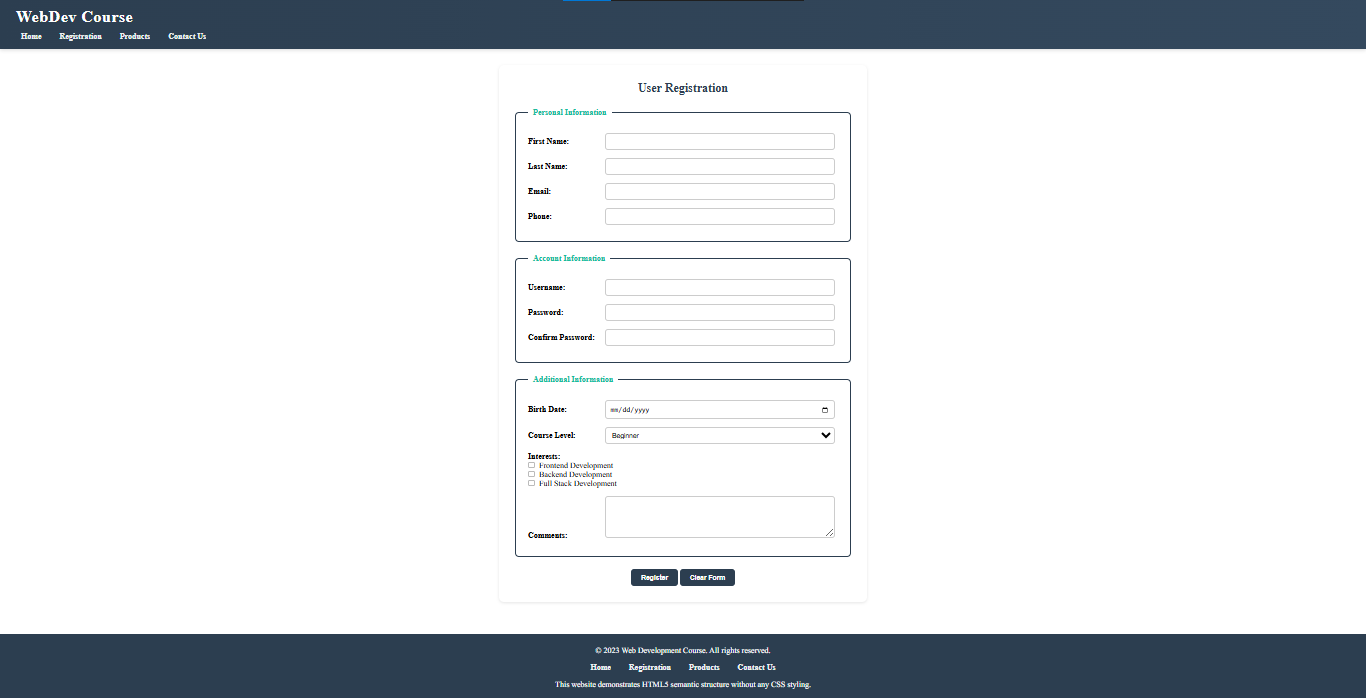 WebDev Course
Home Registration Products Contact Us
User Registration
Personal Information
First Name:
Last Name:
Email:
Phone:
Account Information
Username:
Password:
Confirm Password:
Additional Information
Birth Date: mm/dd/yyyy
Course Level: Beginner
Interests:
Frontend Development
Backend Development
Full Stack Development
Comments:
Register Clear Form
© 2023 Web Development Course. All rights reserved.
Home Registration Products Contact Us
This website demonstrates HTML5 semantic structure without any CSS styling.